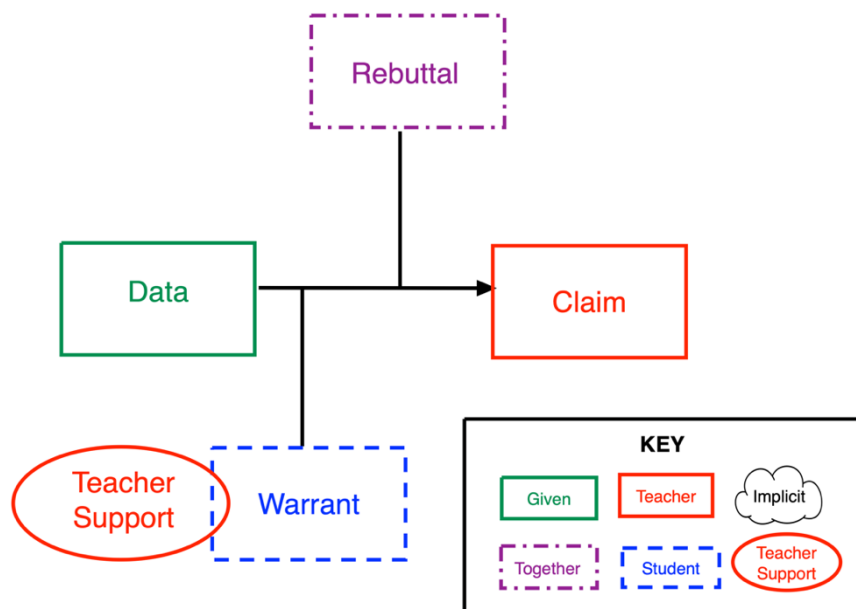 Rebuttal
Data
Claim
Teacher
Support
Warrant
KEY
Given
Teacher
Implicit
Together
Student
Teacher
Support